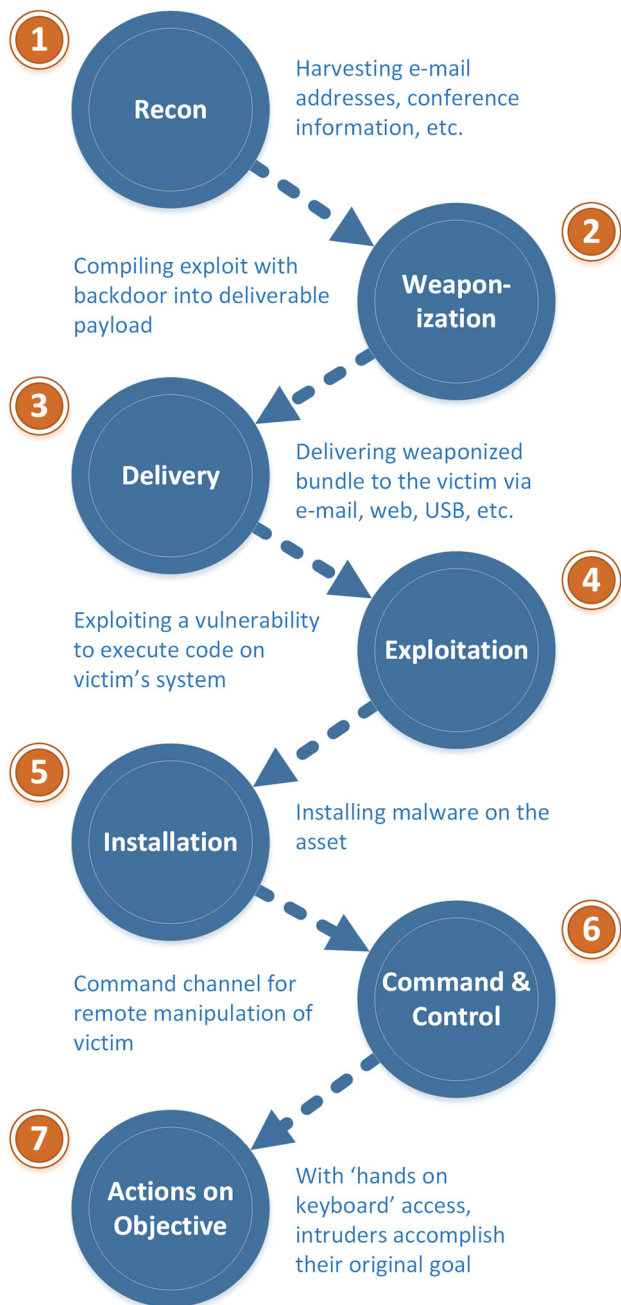 1
Recon
Harvesting e-mail
addresses, conference
information, etc.
2
Weapon-
ization
Compiling exploit with
backdoor into deliverable
payload
3
Delivery
Delivering weaponized
bundle to the victim via
e-mail, web, USB, etc.
4
Exploitation
Exploiting a vulnerability
to execute code on
victim’s system
5
Installation
Installing malware on the
asset
6
Command &
Control
Command channel for
remote manipulation of
victim
7
Actions on
Objective
With ‘hands on
keyboard’ access,
intruders accomplish
their original goal